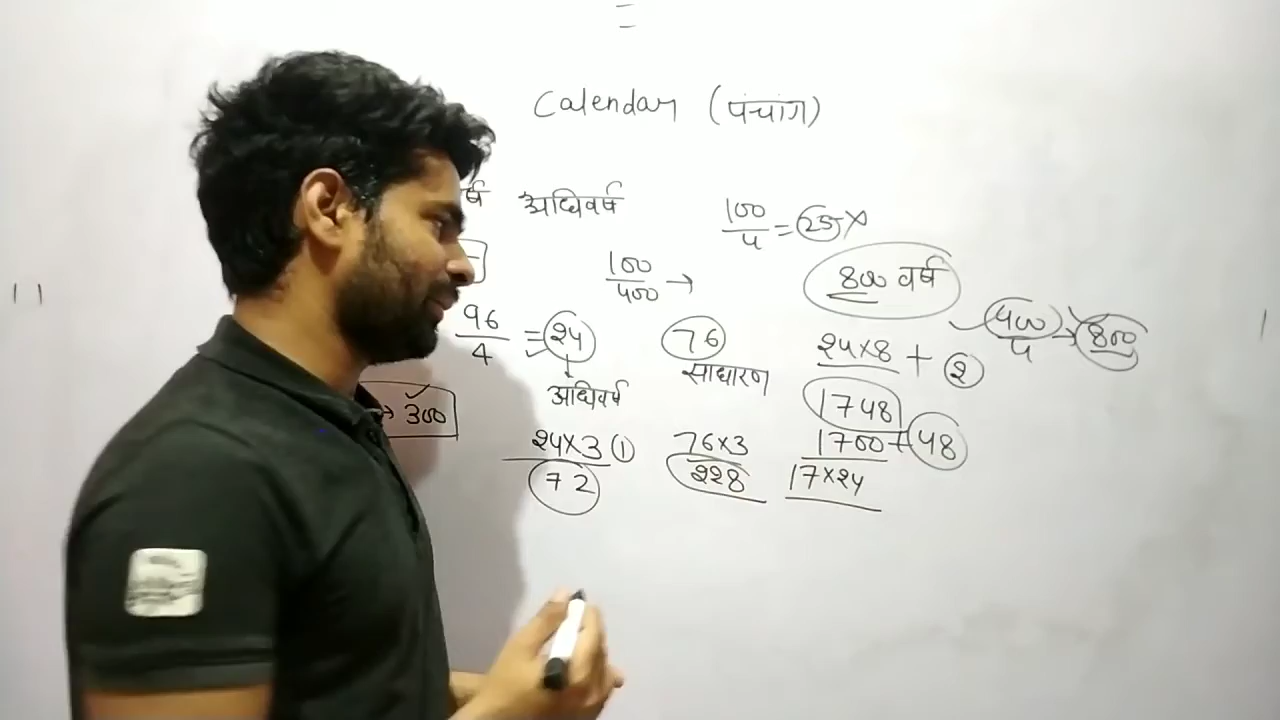 Calendar (पंचांग)
र्ष अधिवर्ष
100/4 = 25 ×
100/400 →
800 वर्ष
96/4 = 24
अधिवर्ष
76
साधारण
24×8 + 2
400/4 → 800
→ 300
1748
24×3 1
76×3
1700 + 48
72
228
17×24